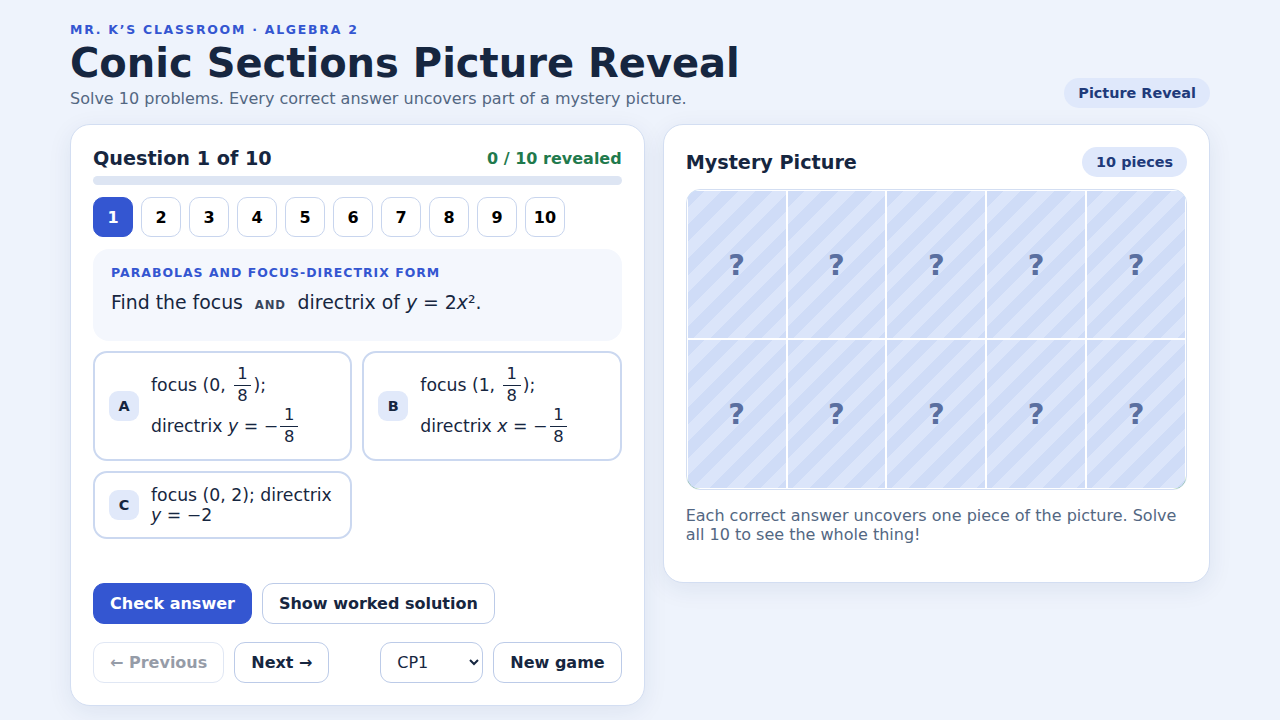 MR. K’S CLASSROOM · ALGEBRA 2
Conic Sections Picture Reveal
Solve 10 problems. Every correct answer uncovers part of a mystery picture.
Picture Reveal
Question 1 of 10
0 / 10 revealed
1 2 3 4 5 6 7 8 9 10
PARABOLAS AND FOCUS-DIRECTRIX FORM
Find the focus AND directrix of y = 2x².
A
focus (0, 1/8);
directrix y = −1/8
B
focus (1, 1/8);
directrix x = −1/8
C
focus (0, 2); directrix
y = −2
Check answer
Show worked solution
← Previous
Next →
CP1
New game
Mystery Picture
10 pieces
? ? ? ? ?
? ? ? ? ?
Each correct answer uncovers one piece of the picture. Solve
all 10 to see the whole thing!